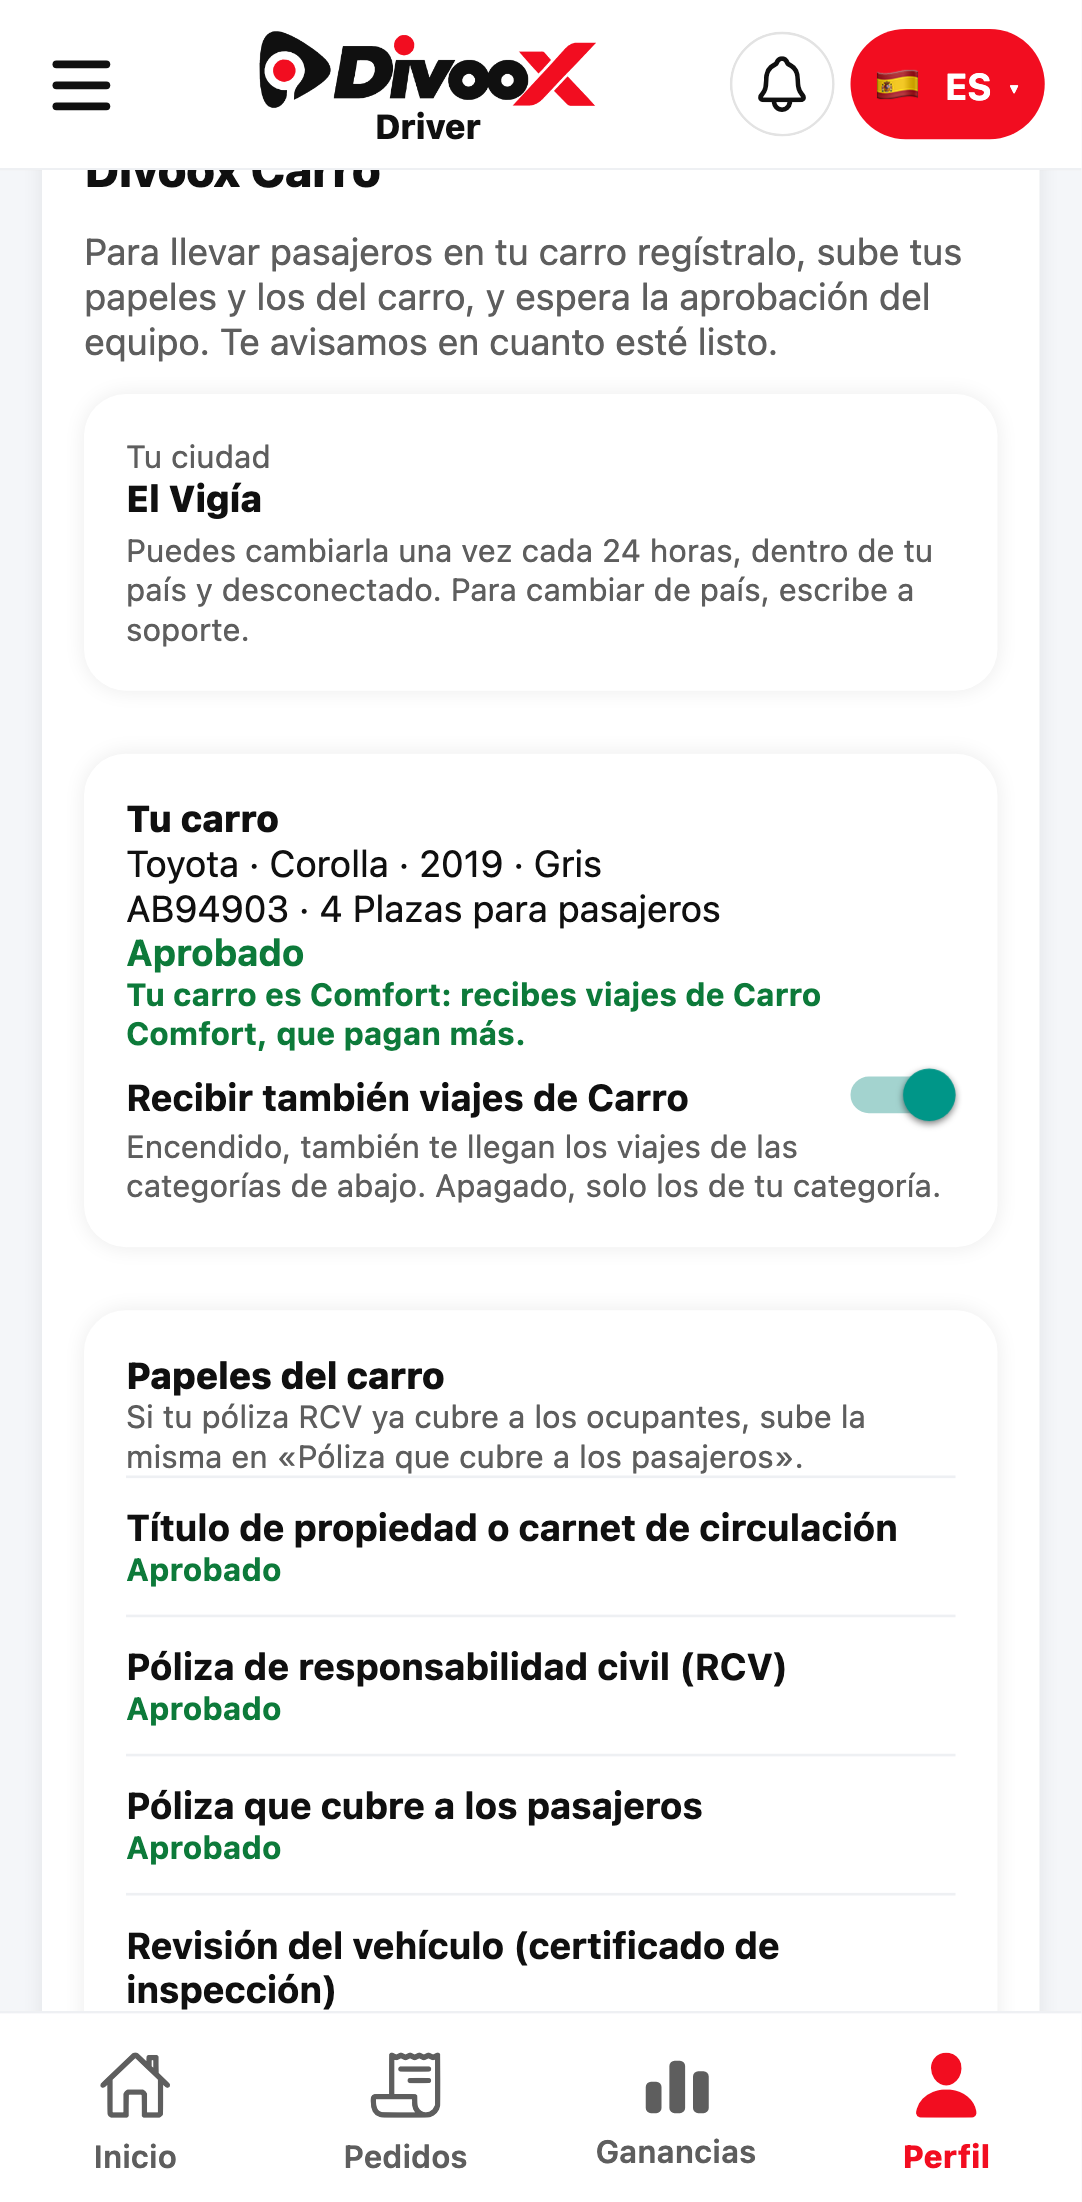 DivooX
Driver
ES
Divoox Carro
Para llevar pasajeros en tu carro regístralo, sube tus
papeles y los del carro, y espera la aprobación del
equipo. Te avisamos en cuanto esté listo.
Tu ciudad
El Vigía
Puedes cambiarla una vez cada 24 horas, dentro de tu
país y desconectado. Para cambiar de país, escribe a
soporte.
Tu carro
Toyota · Corolla · 2019 · Gris
AB94903 · 4 Plazas para pasajeros
Aprobado
Tu carro es Comfort: recibes viajes de Carro
Comfort, que pagan más.
Recibir también viajes de Carro
Encendido, también te llegan los viajes de las
categorías de abajo. Apagado, solo los de tu categoría.
Papeles del carro
Si tu póliza RCV ya cubre a los ocupantes, sube la
misma en «Póliza que cubre a los pasajeros».
Título de propiedad o carnet de circulación
Aprobado
Póliza de responsabilidad civil (RCV)
Aprobado
Póliza que cubre a los pasajeros
Aprobado
Revisión del vehículo (certificado de
inspección)
Inicio
Pedidos
Ganancias
Perfil